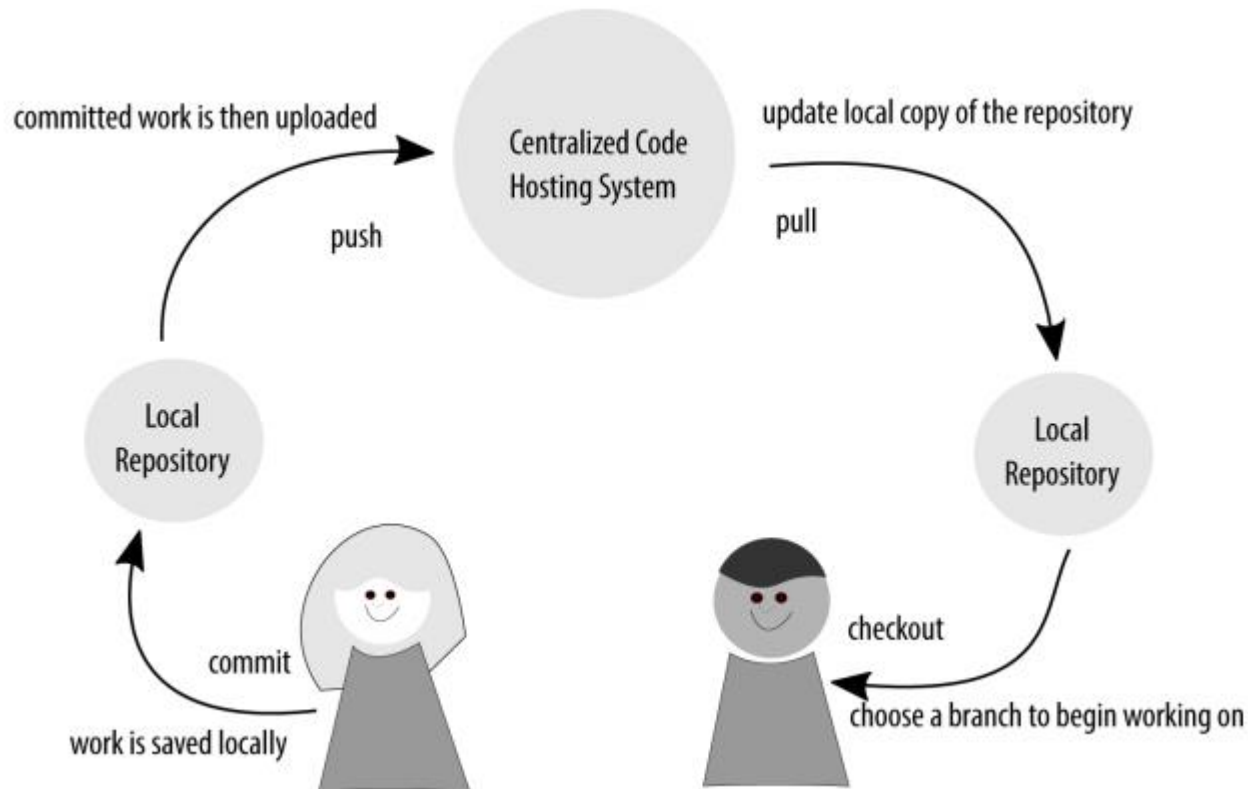 committed work is then uploaded
push
Centralized Code
Hosting System
update local copy of the repository
pull
Local
Repository
Local
Repository
commit
work is saved locally
checkout
choose a branch to begin working on